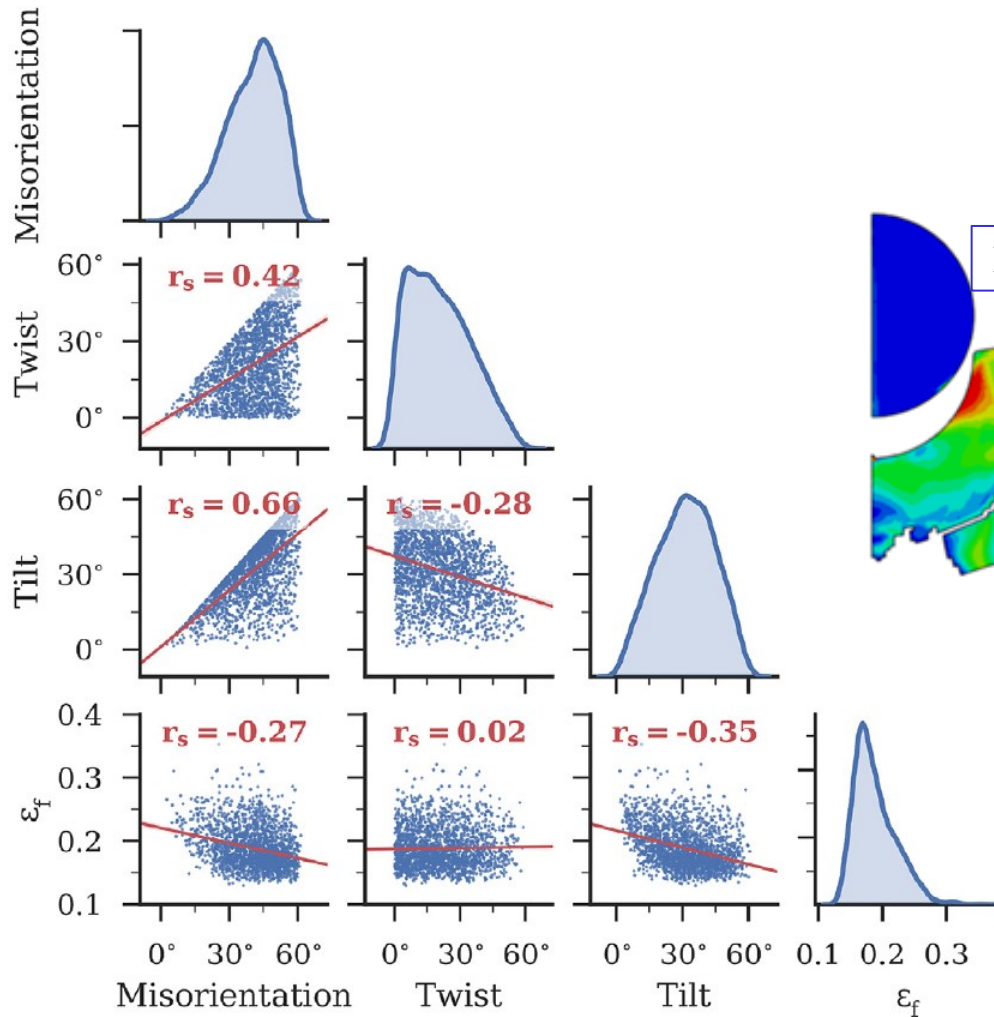 Misorientation
60°
30°
0°
Twist
r_s = 0.42
60°
30°
0°
Tilt
r_s = 0.66
r_s = -0.28
0.4
0.3
0.2
0.1
ε_f
r_s = -0.27
r_s = 0.02
r_s = -0.35
0° 30° 60°
0° 30° 60°
0° 30° 60°
0.1 0.2 0.3
Misorientation
Twist
Tilt
ε_f